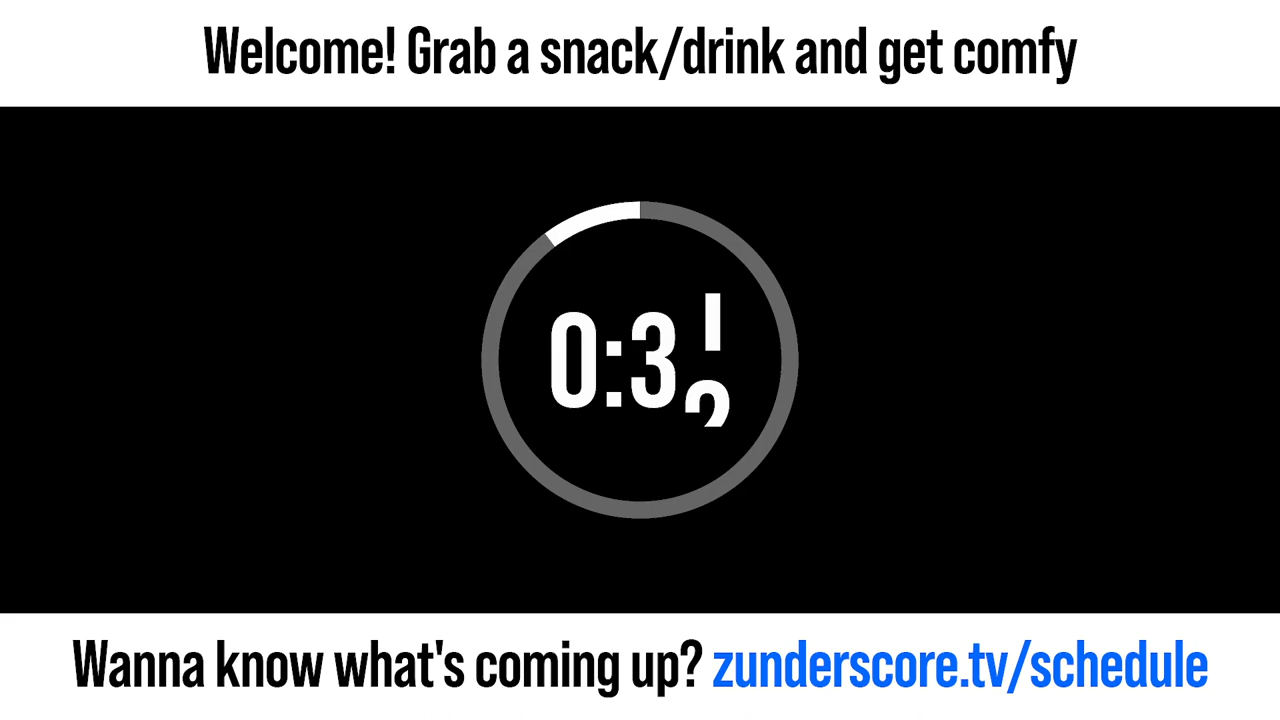 Welcome! Grab a snack/drink and get comfy
0:3
Wanna know what's coming up? zunderscore.tv/schedule